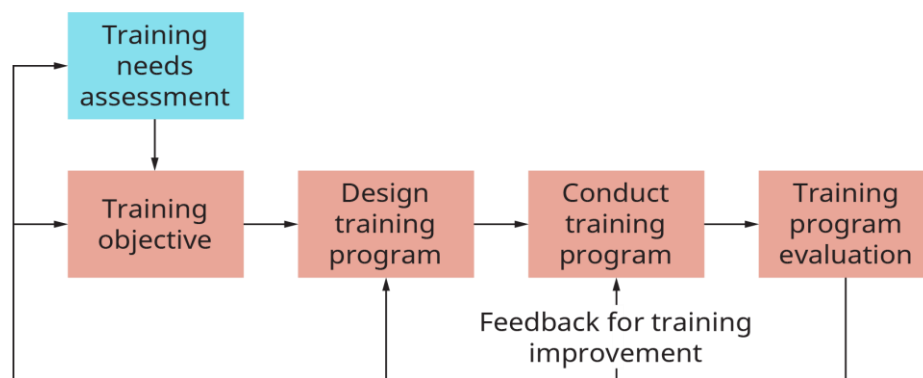 Training
needs
assessment
Training
objective
Design
training
program
Conduct
training
program
Training
program
evaluation
Feedback for training
improvement